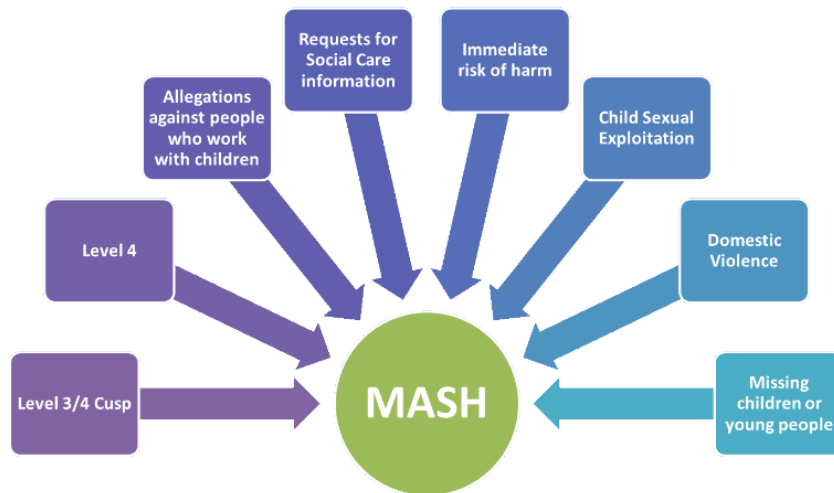 Requests for
Social Care
information
Immediate
risk of harm
Allegations
against people
who work
with children
Child Sexual
Exploitation
Level 4
Domestic
Violence
Level 3/4 Cusp
MASH
Missing
children or
young people